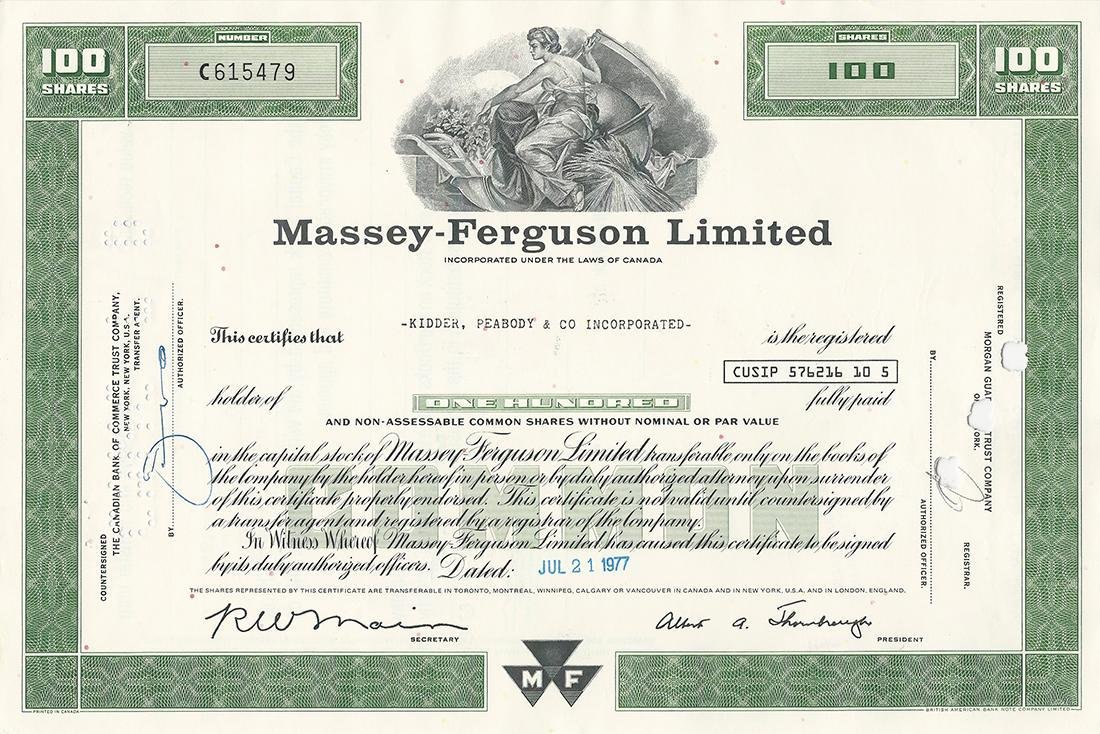 NUMBER
SHARES
100
SHARES
C615479
100
100
SHARES
Massey-Ferguson Limited
INCORPORATED UNDER THE LAWS OF CANADA
-KIDDER, PEABODY & CO INCORPORATED-
This certifies that
is the registered
CUSIP 576216 10 5
holder of
ONE HUNDRED
fully paid
AND NON-ASSESSABLE COMMON SHARES WITHOUT NOMINAL OR PAR VALUE
in the capital stock of Massey-Ferguson Limited, transferable only on the books of
the company by the holder hereof in person or by duly authorized attorney upon surrender
of this certificate properly endorsed. This certificate is not valid until countersigned by
a transfer agent and registered by a registrar of the Company.
COMMON
In Witness Whereof Massey-Ferguson Limited, has caused this certificate to be signed
by its duly authorized officers. Dated:
JUL 21 1977
THE SHARES REPRESENTED BY THIS CERTIFICATE ARE TRANSFERABLE IN TORONTO, MONTREAL, WINNIPEG, CALGARY OR VANCOUVER IN CANADA AND IN NEW YORK, U.S.A. AND IN LONDON, ENGLAND.
R W Main
SECRETARY
Albert A. Thornbrough
PRESIDENT
COUNTERSIGNED
THE CANADIAN BANK OF COMMERCE TRUST COMPANY,
NEW YORK, NEW YORK, U.S.A.
TRANSFER AGENT.
BY
AUTHORIZED OFFICER.
REGISTERED
MORGAN GUAR TRUST COMPANY
YORK,
REGISTRAR.
BY
AUTHORIZED OFFICER.
M F
PRINTED IN CANADA
BRITISH AMERICAN BANK NOTE COMPANY LIMITED